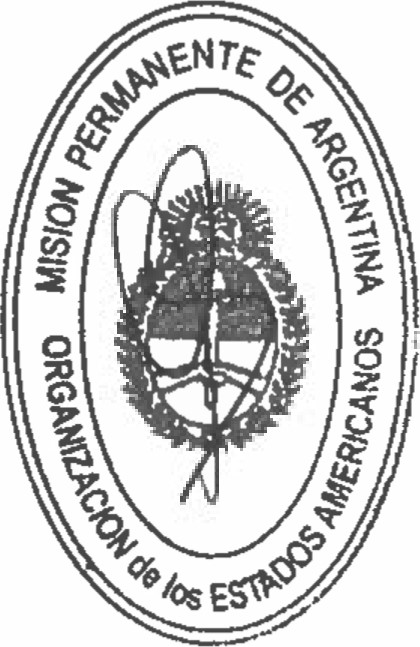 MISION PERMANENTE DE ARGENTINA
ORGANIZACION de los ESTADOS AMERICANOS